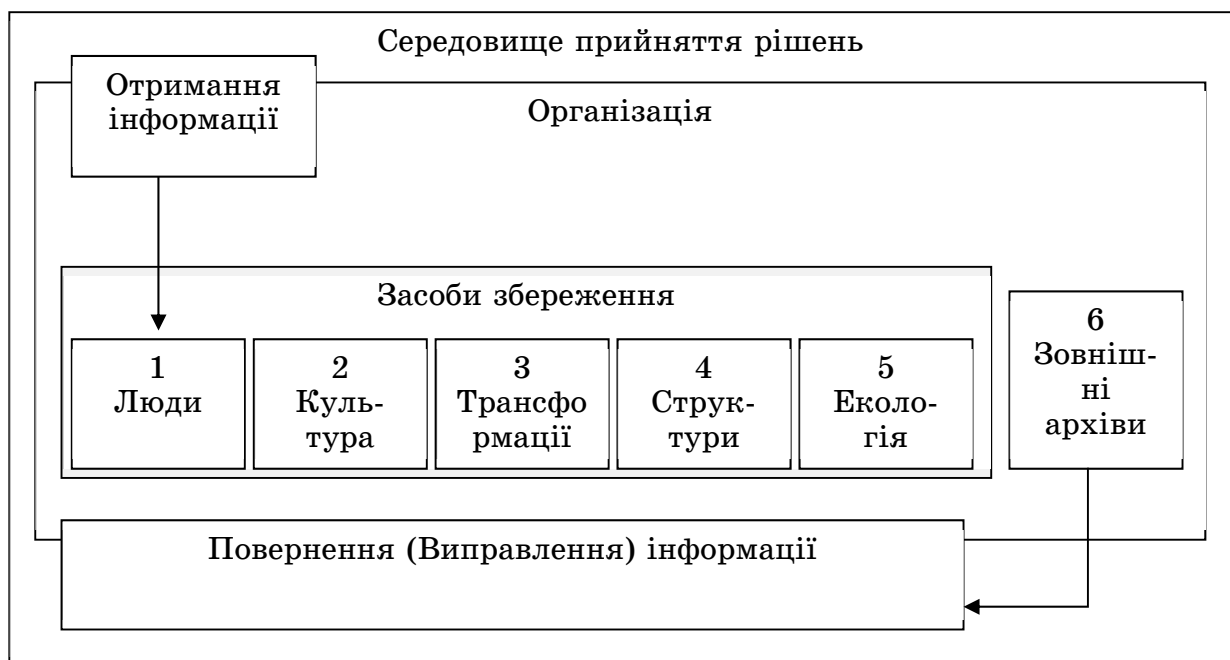 Середовище прийняття рішень
Отримання
інформації
Організація
Засоби збереження
1
Люди
2
Куль-
тура
3
Трансфо
рмації
4
Струк-
тури
5
Еколо-
гія
6
Зовніш-
ні
архіви
Повернення (Виправлення) інформації